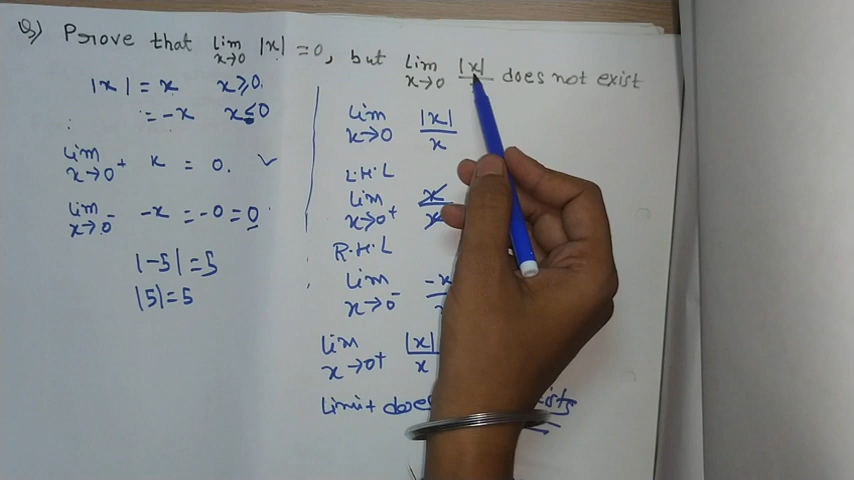 Q) Prove that lim x→0 |x| = 0, but lim x→0 |x| does not exist
|x| = x x≥0
= -x x≤0
lim x→0+ x = 0.
lim x→0- -x = -0 = 0
|-5| = 5
|5| = 5
lim x→0 |x|/x
L.H.L
lim x→0+ x/x
R.H.L
lim x→0- -x
lim x→0+ |x|/x
Limit does